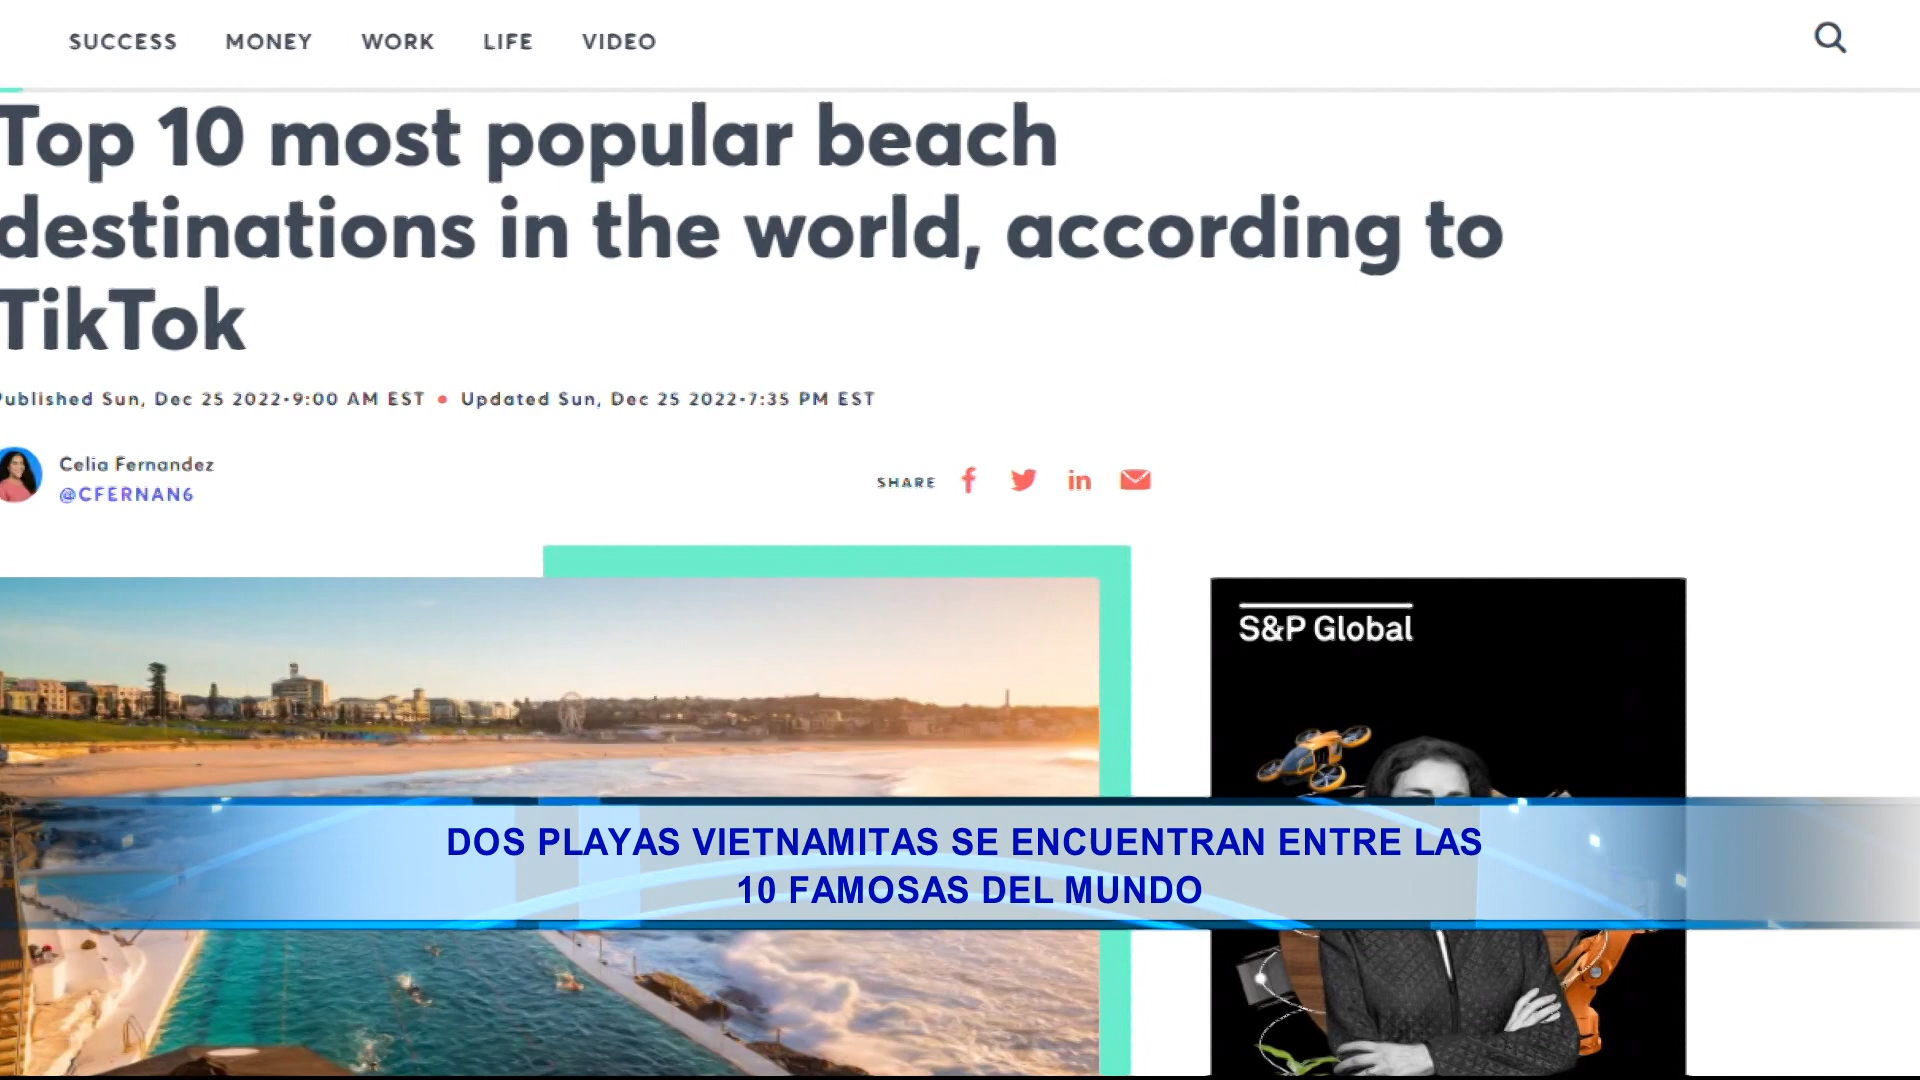 SUCCESS MONEY WORK LIFE VIDEO
Top 10 most popular beach
destinations in the world, according to
TikTok
Published Sun, Dec 25 2022•9:00 AM EST • Updated Sun, Dec 25 2022•7:35 PM EST
Celia Fernandez
@CFERNAN6
SHARE
S&P Global
DOS PLAYAS VIETNAMITAS SE ENCUENTRAN ENTRE LAS
10 FAMOSAS DEL MUNDO